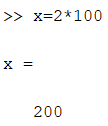 >> x=2*100
x =
200